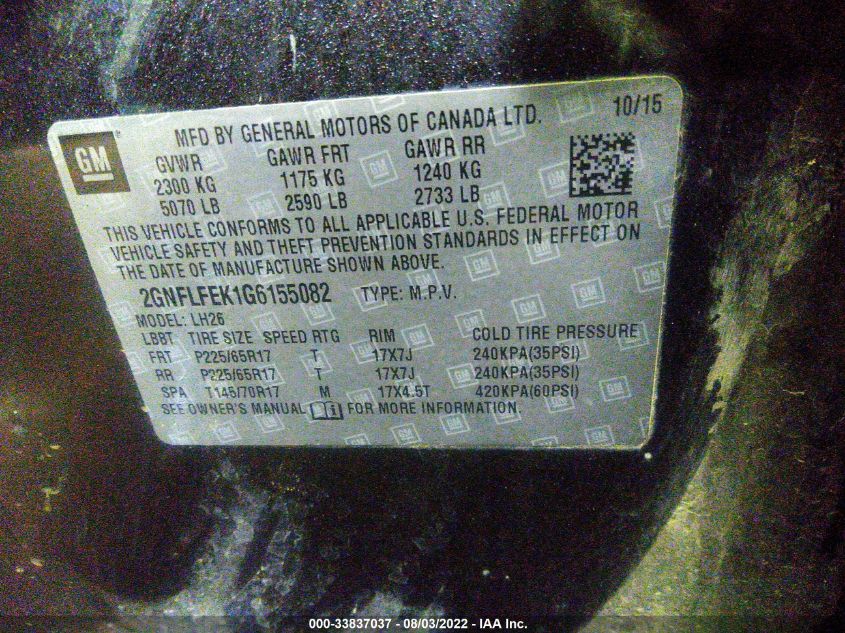 GM
MFD BY GENERAL MOTORS OF CANADA LTD. 10/15
GVWR GAWR FRT GAWR RR
2300 KG 1175 KG 1240 KG
5070 LB 2590 LB 2733 LB
THIS VEHICLE CONFORMS TO ALL APPLICABLE U.S. FEDERAL MOTOR
VEHICLE SAFETY AND THEFT PREVENTION STANDARDS IN EFFECT ON
THE DATE OF MANUFACTURE SHOWN ABOVE.
2GNFLFEK1G6155082 TYPE: M.P.V.
MODEL: LH26
LBBT TIRE SIZE SPEED RTG RIM COLD TIRE PRESSURE
FRT P225/65R17 T 17X7J 240KPA(35PSI)
RR P225/65R17 T 17X7J 240KPA(35PSI)
SPA T145/70R17 M 17X4.5T 420KPA(60PSI)
SEE OWNER'S MANUAL FOR MORE INFORMATION.
000-33837037 - 08/03/2022 - IAA Inc.